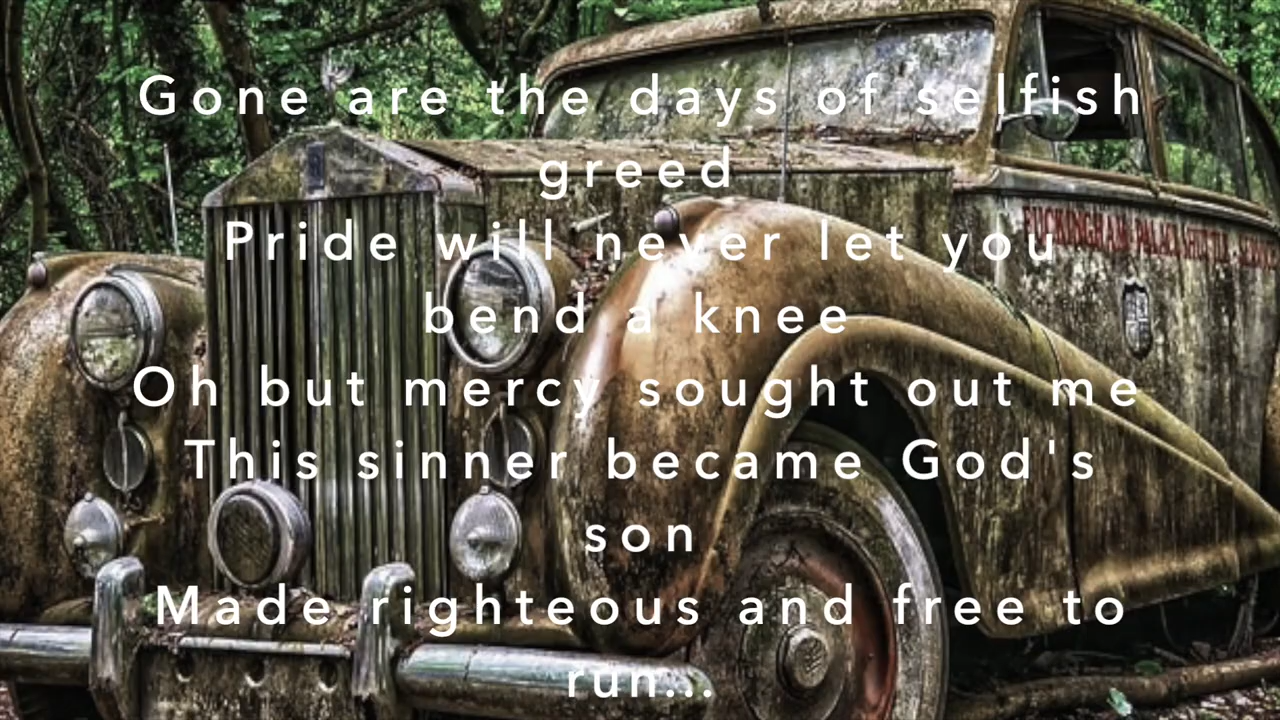 Gone are the days of selfish
greed
Pride will never let you
bend a knee
Oh but mercy sought out me
This sinner became God's
son
Made righteous and free to
run...